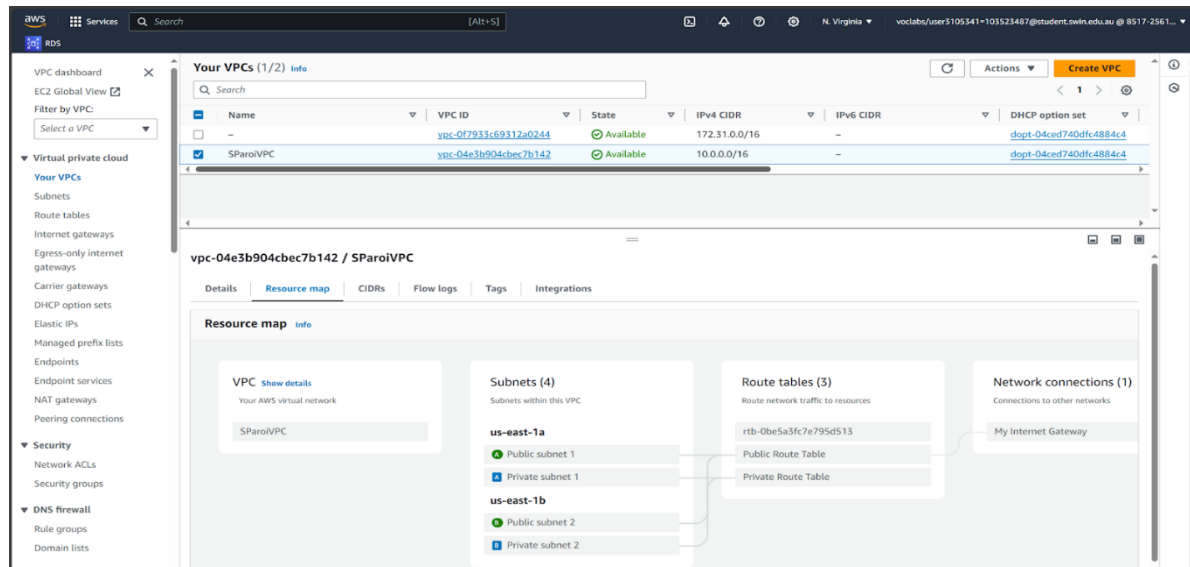 aws Services Search [Alt+S] N. Virginia ▼ voclabs/user3105341=103523487@student.swin.edu.au @ 8517-2561... ▼
RDS
VPC dashboard
EC2 Global View
Filter by VPC:
Select a VPC
Virtual private cloud
Your VPCs
Subnets
Route tables
Internet gateways
Egress-only internet
gateways
Carrier gateways
DHCP option sets
Elastic IPs
Managed prefix lists
Endpoints
Endpoint services
NAT gateways
Peering connections
Security
Network ACLs
Security groups
DNS firewall
Rule groups
Domain lists
Your VPCs (1/2) Info
Actions Create VPC
Search
1
Name VPC ID State IPv4 CIDR IPv6 CIDR DHCP option set
– vpc-0f7933c69312a0244 Available 172.31.0.0/16 – dopt-04ced740dfc4884c4
SParoiVPC vpc-04e3b904cbec7b142 Available 10.0.0.0/16 – dopt-04ced740dfc4884c4
vpc-04e3b904cbec7b142 / SParoiVPC
Details Resource map CIDRs Flow logs Tags Integrations
Resource map Info
VPC Show details
Your AWS virtual network
SParoiVPC
Subnets (4)
Subnets within this VPC
us-east-1a
A Public subnet 1
A Private subnet 1
us-east-1b
B Public subnet 2
B Private subnet 2
Route tables (3)
Route network traffic to resources
rtb-0be5a3fc7e795d513
Public Route Table
Private Route Table
Network connections (1)
Connections to other networks
My Internet Gateway